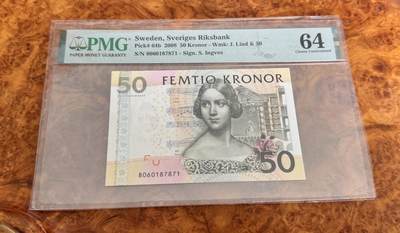 PMG
PAPER MONEY GUARANTY
Sweden, Sveriges Riksbank
Pick# 64b 2008 50 Kronor - Wmk: J. Lind & 50
S/N 8060187871 - Sign. S. Ingves
64
Choice Uncirculated
50
FEMTIO KRONOR
50
8060187871